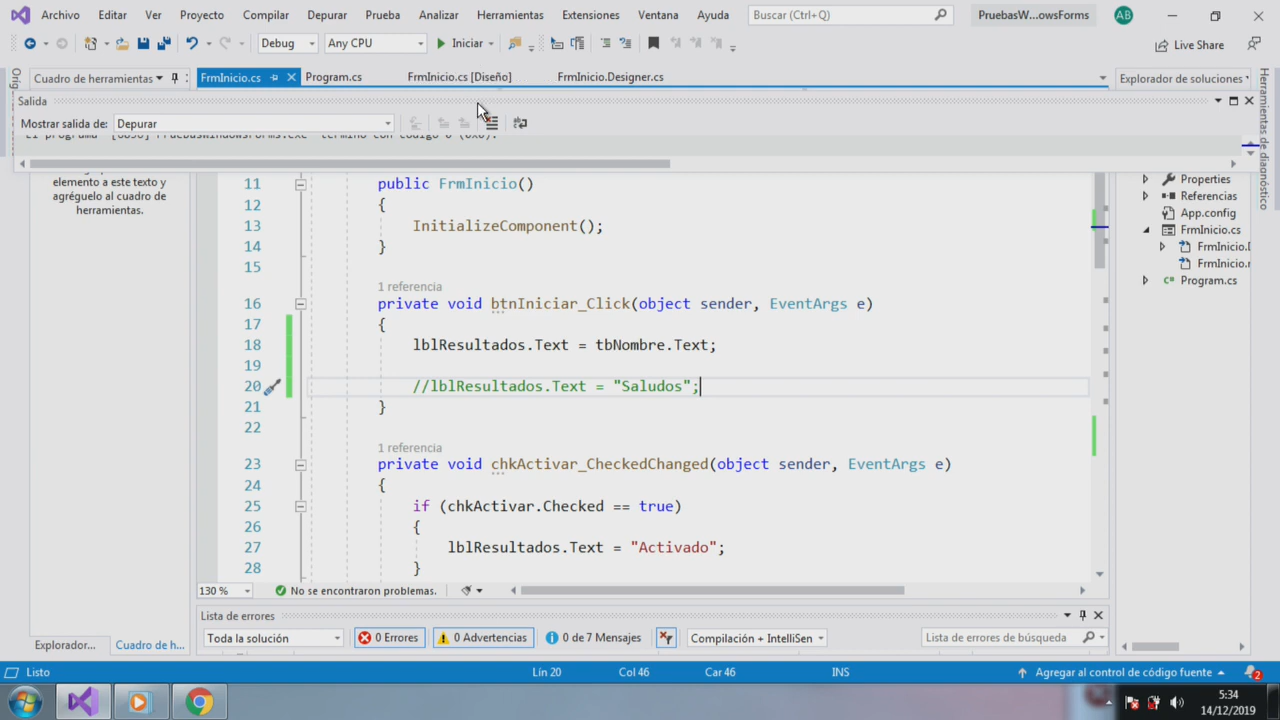 Archivo Editar Ver Proyecto Compilar Depurar Prueba Analizar Herramientas Extensiones Ventana Ayuda Buscar (Ctrl+Q) PruebasW...owsForms AB
Debug Any CPU Iniciar Live Share
Cuadro de herramientas FrmInicio.cs Program.cs FrmInicio.cs [Diseño] FrmInicio.Designer.cs Explorador de soluciones
Salida
Mostrar salida de: Depurar
elemento a este texto y
agréguelo al cuadro de
herramientas.
11 public FrmInicio()
12 {
13 InitializeComponent();
14 }
15
1 referencia
16 private void btnIniciar_Click(object sender, EventArgs e)
17 {
18 lblResultados.Text = tbNombre.Text;
19
20 //lblResultados.Text = "Saludos";
21 }
22
1 referencia
23 private void chkActivar_CheckedChanged(object sender, EventArgs e)
24 {
25 if (chkActivar.Checked == true)
26 {
27 lblResultados.Text = "Activado";
28 }
Properties
Referencias
App.config
FrmInicio.cs
FrmInicio.D
FrmInicio.r
Program.cs
Herramientas de diagnóstico
130 % No se encontraron problemas.
Lista de errores
Toda la solución 0 Errores 0 Advertencias 0 de 7 Mensajes Compilación + IntelliSen Lista de errores de búsqueda
Explorador... Cuadro de h...
Listo Lín 20 Col 46 Car 46 INS Agregar al control de código fuente 2
5:34
14/12/2019